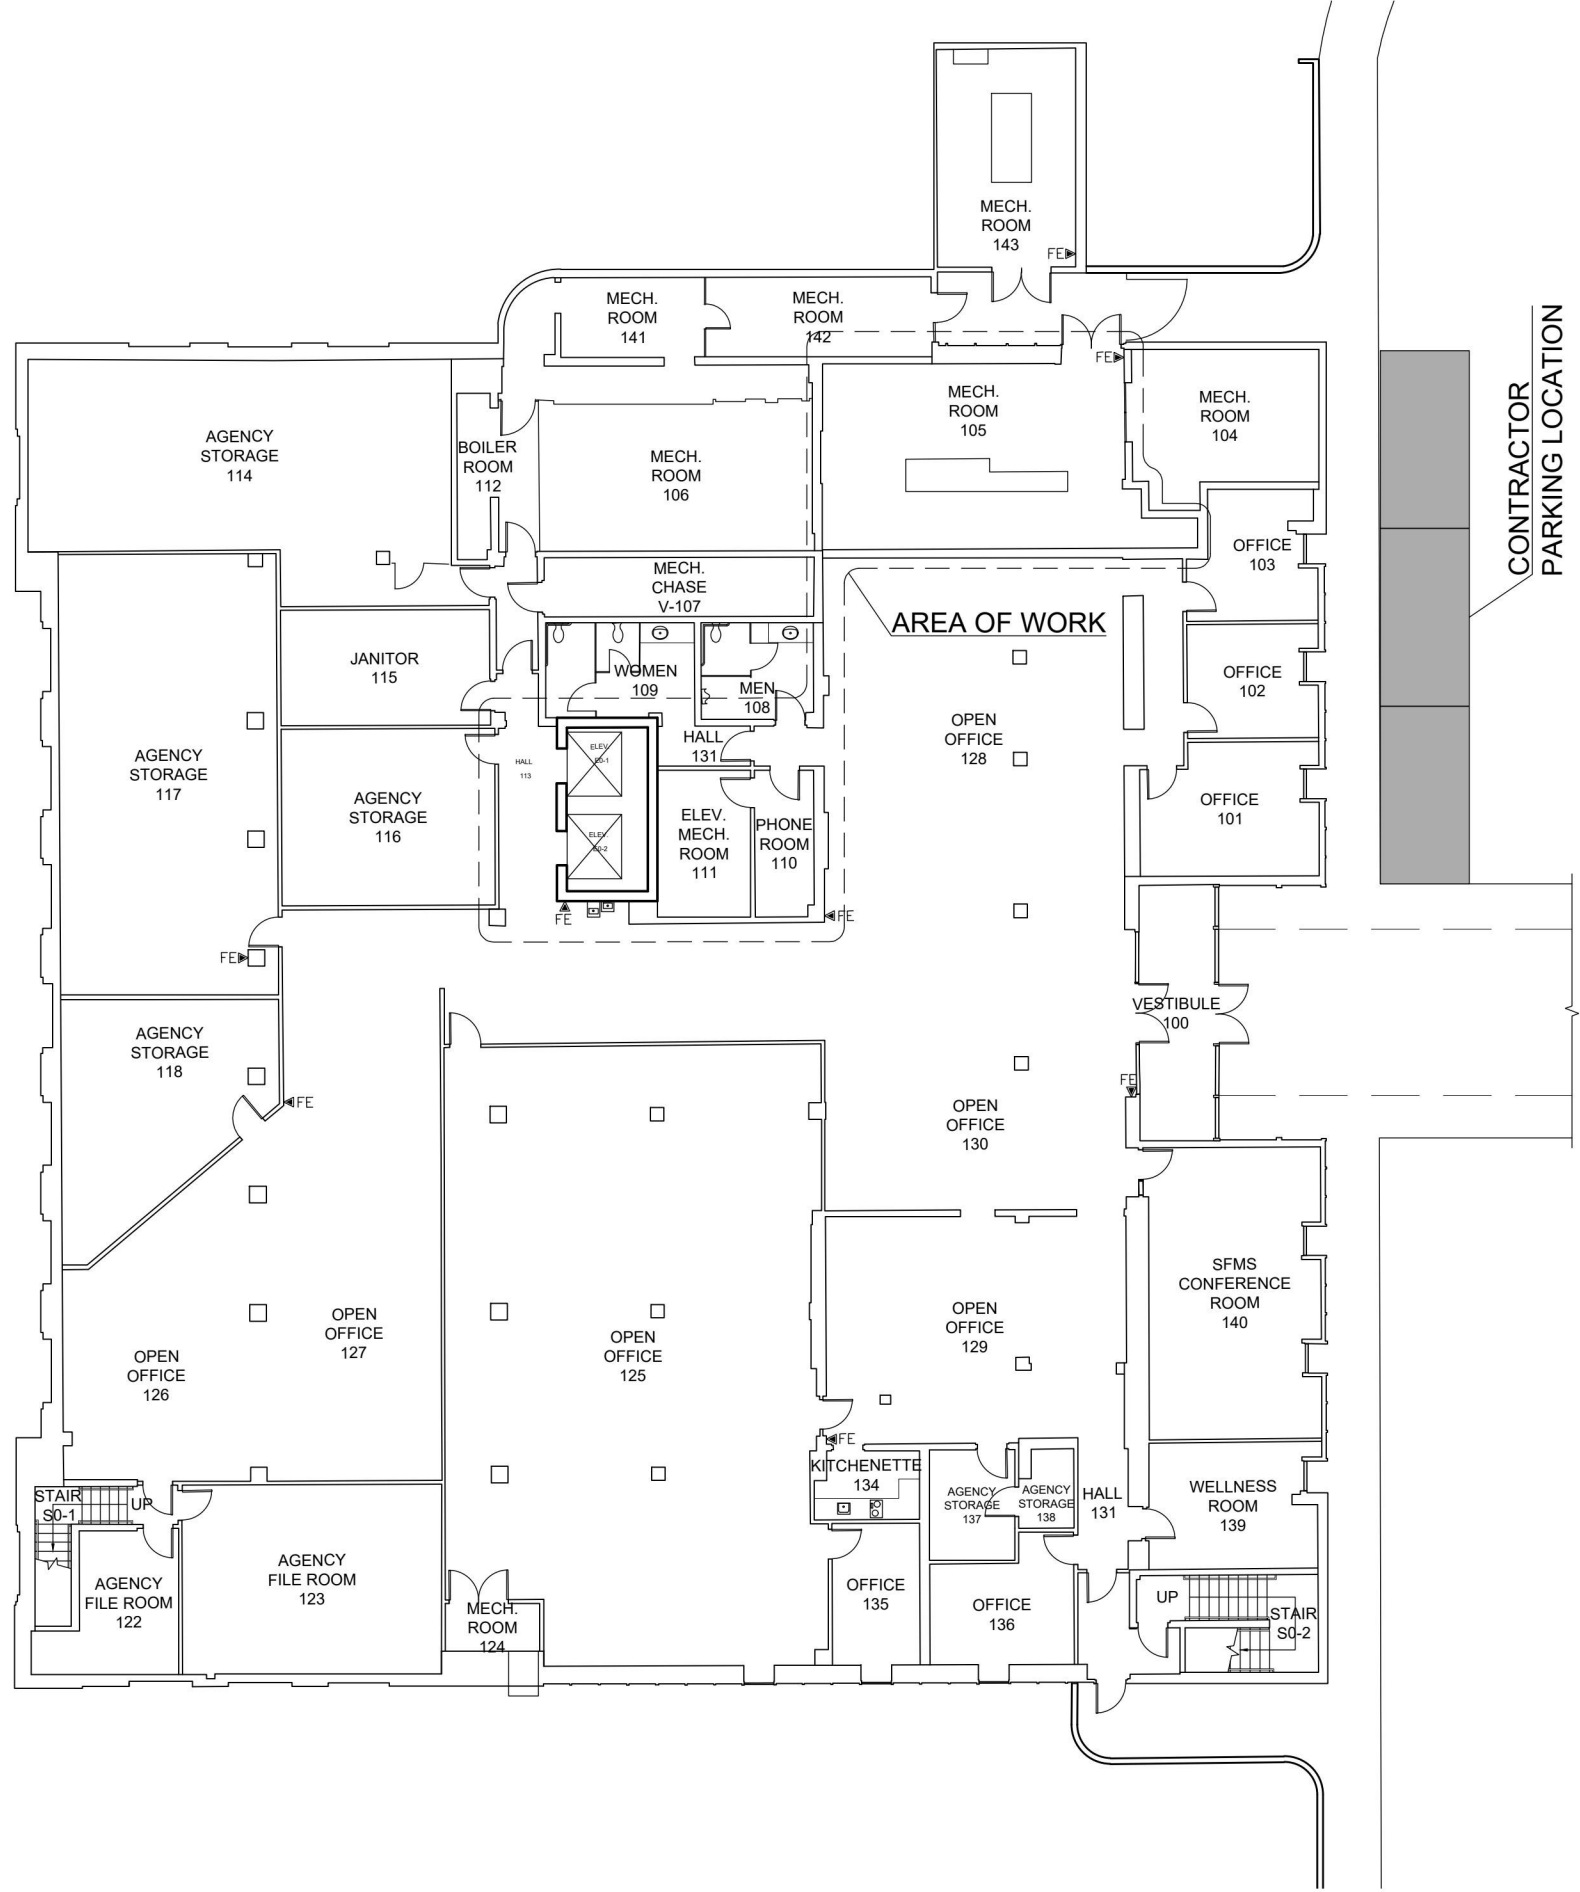 MECH.
ROOM
143
FE
MECH.
ROOM
141
MECH.
ROOM
142
FE
MECH.
ROOM
105
MECH.
ROOM
104
AGENCY
STORAGE
114
BOILER
ROOM
112
MECH.
ROOM
106
CONTRACTOR
PARKING LOCATION
OFFICE
103
MECH.
CHASE
V-107
AREA OF WORK
JANITOR
115
WOMEN
109
MEN
108
OFFICE
102
OPEN
OFFICE
128
HALL
131
HALL
113
ELEV.
E0-1
AGENCY
STORAGE
117
AGENCY
STORAGE
116
ELEV.
E0-2
ELEV.
MECH.
ROOM
111
PHONE
ROOM
110
OFFICE
101
FE
FE
FE
VESTIBULE
100
AGENCY
STORAGE
118
FE
FE
OPEN
OFFICE
130
SFMS
CONFERENCE
ROOM
140
OPEN
OFFICE
127
OPEN
OFFICE
126
OPEN
OFFICE
125
OPEN
OFFICE
129
FE
KITCHENETTE
134
AGENCY
STORAGE
137
AGENCY
STORAGE
138
HALL
131
WELLNESS
ROOM
139
STAIR
S0-1
UP
AGENCY
FILE ROOM
122
AGENCY
FILE ROOM
123
MECH.
ROOM
124
OFFICE
135
OFFICE
136
UP
STAIR
S0-2